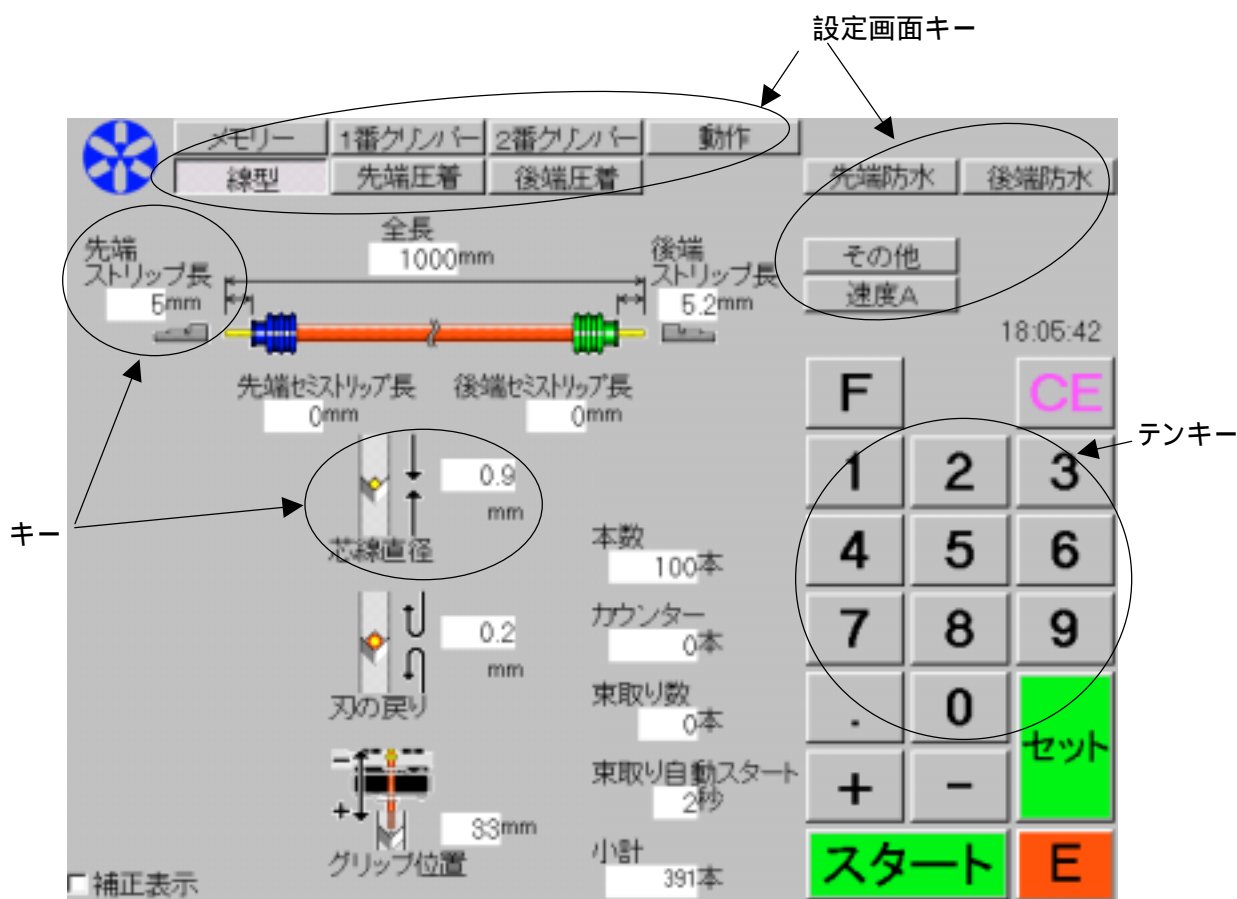 設定画面キー
メモリー 1番クリンパー 2番クリンパー 動作
線型 先端圧着 後端圧着 先端防水 後端防水
全長
1000mm
先端
ストリップ長
5mm
後端
ストリップ長
5.2mm
その他
速度A
18:05:42
先端セミストリップ長 後端セミストリップ長
0mm 0mm
F CE
テンキー
1 2 3
0.9
mm
芯線直径
キー
本数
100本
4 5 6
0.2
mm
刃の戻り
カウンター
0本
7 8 9
束取り数
0本
. 0
セット
束取り自動スタート
2秒
+ -
- +
33mm
グリップ位置
小計
391本
スタート E
補正表示